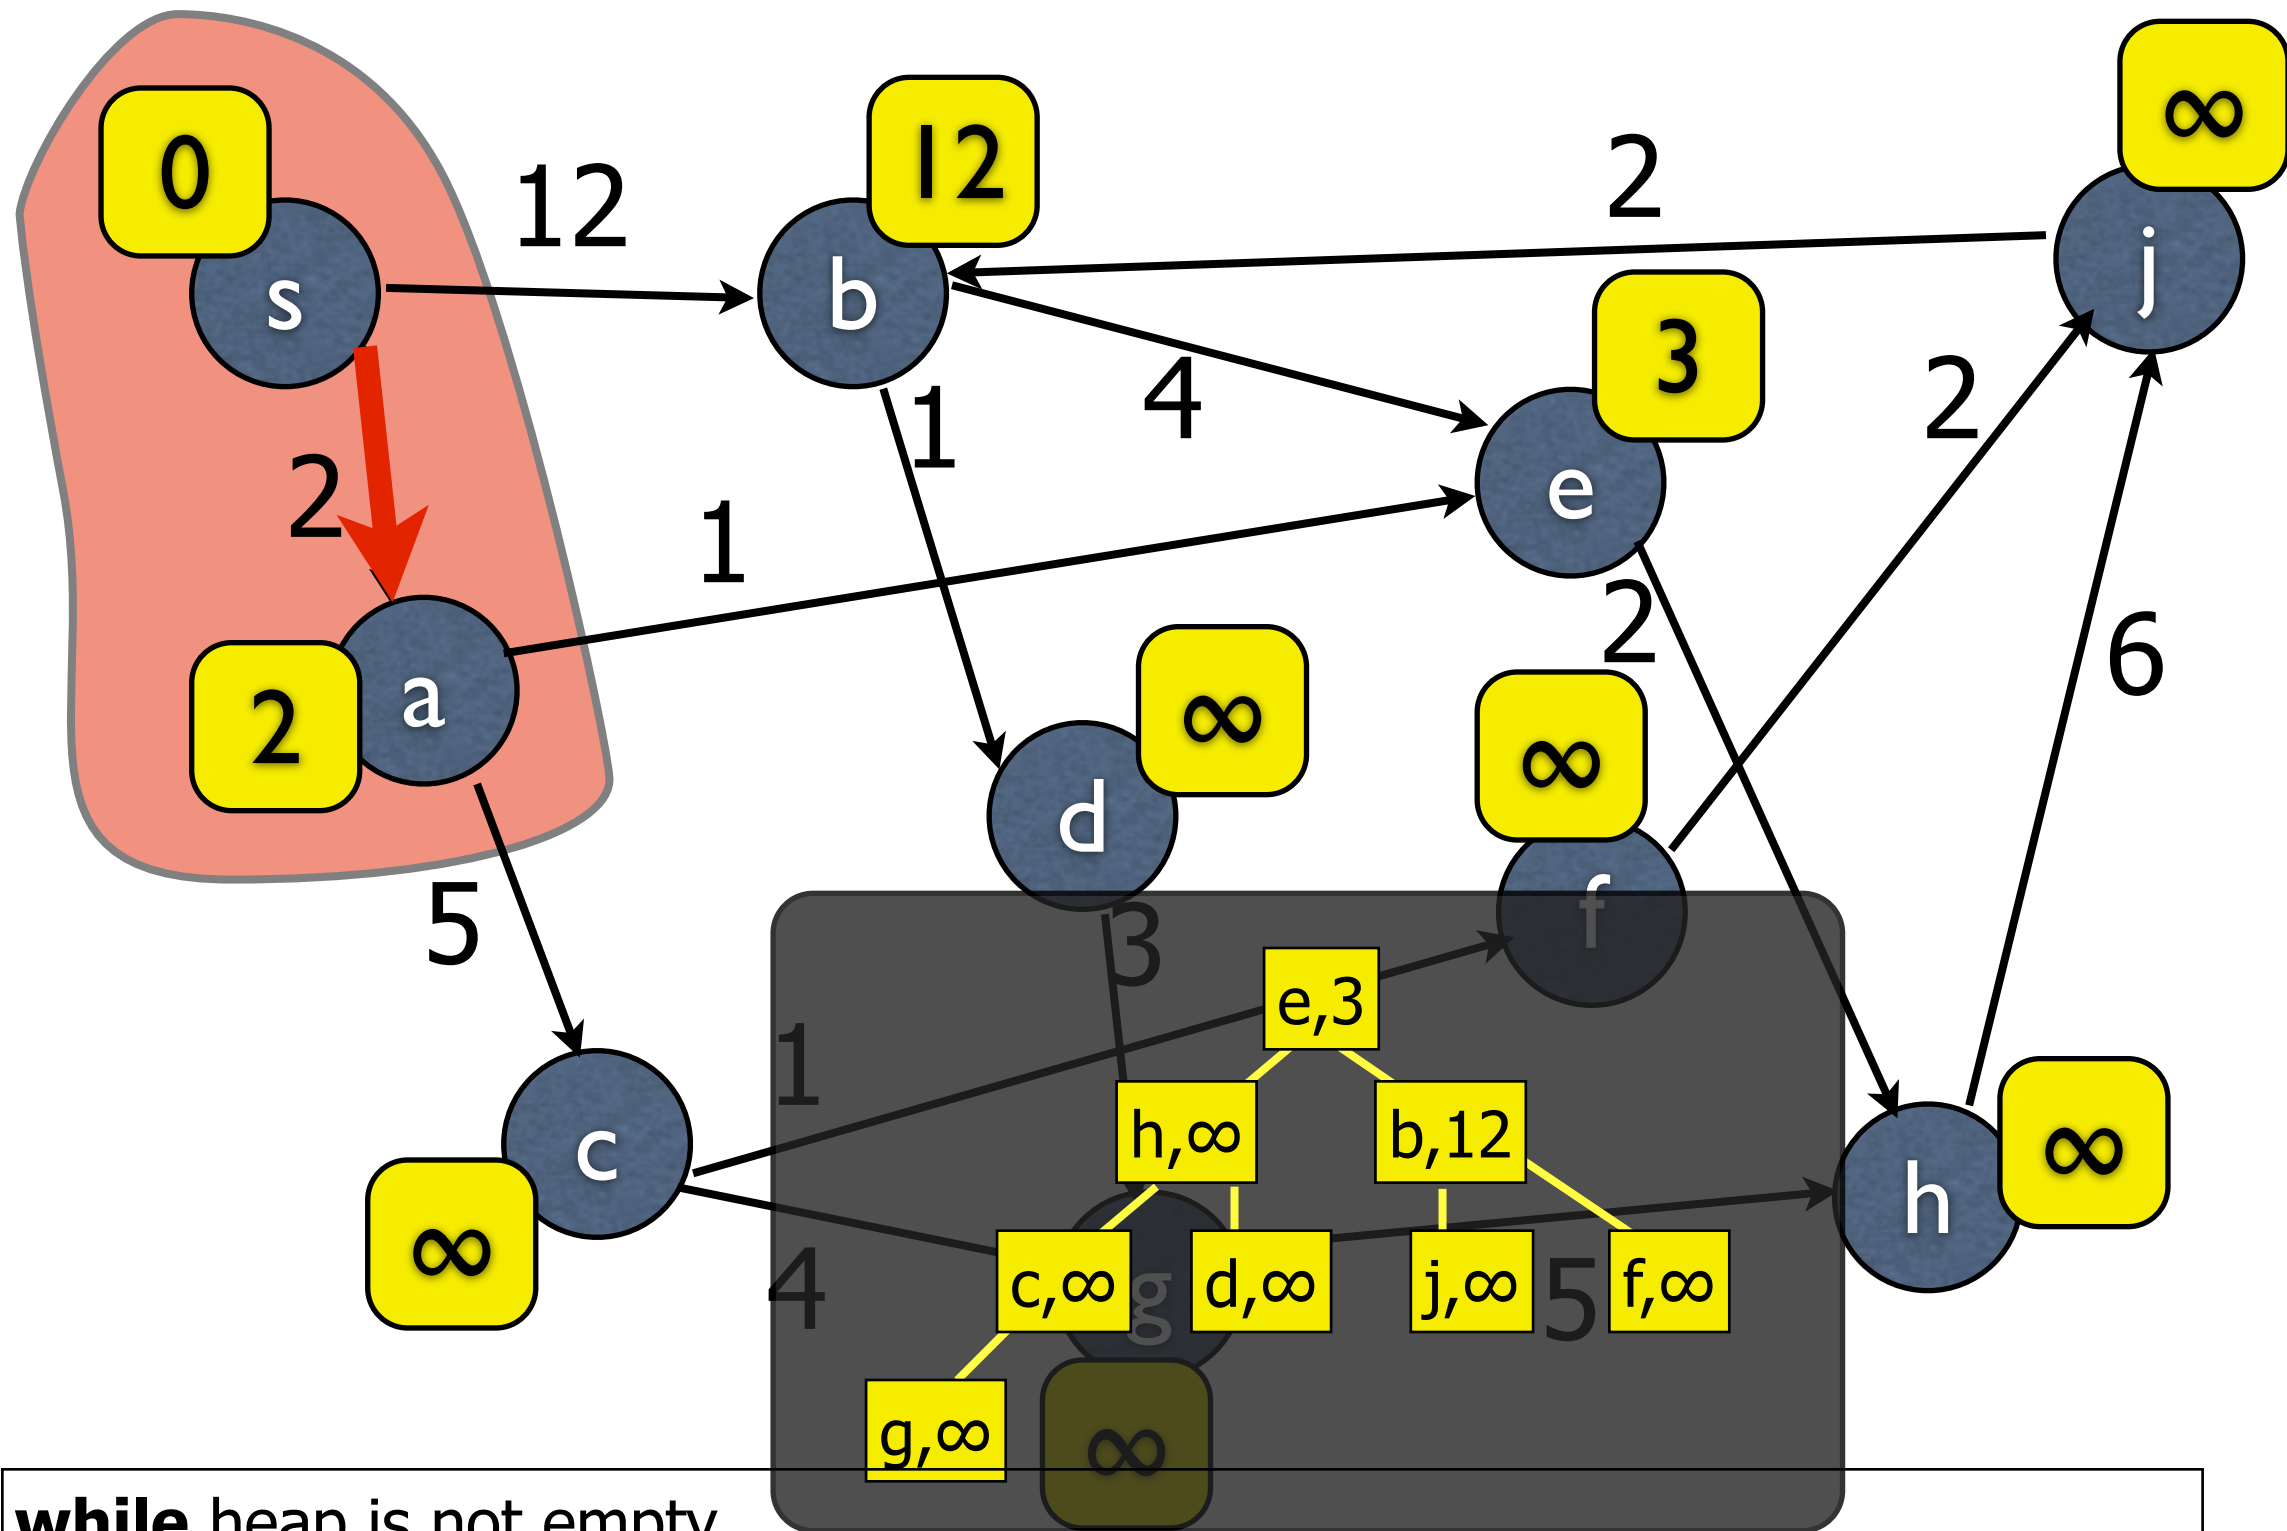 ∞
0
12
12
2
s
b
j
3
1
4
2
2
1
e
2
6
2
a
∞
∞
d
f
5
3
e,3
1
h,∞
b,12
∞
c
h
4
c,∞
g
d,∞
j,∞
5
f,∞
∞
g,∞
∞
while heap is not empty